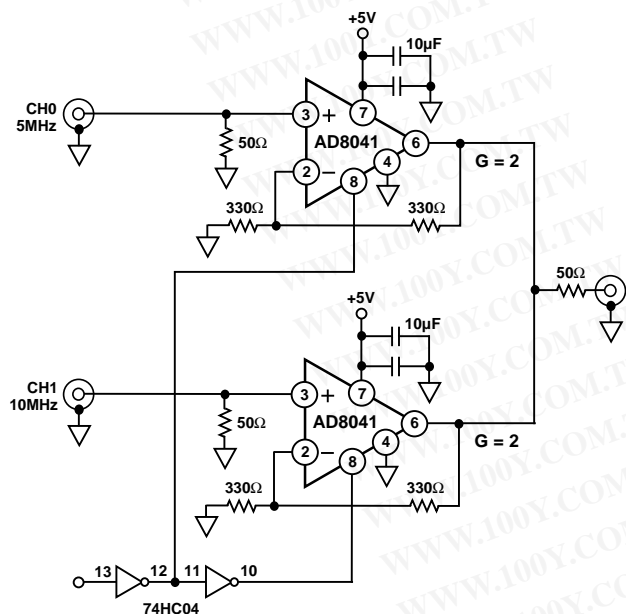 +5V
10µF
CH0
5MHz
3
+
7
AD8041
6
50Ω
4
G = 2
2
−
8
330Ω
330Ω
50Ω
+5V
10µF
CH1
10MHz
3
+
7
AD8041
6
50Ω
4
G = 2
2
−
8
330Ω
330Ω
13
12
11
10
74HC04
WWW.100Y.COM.TW